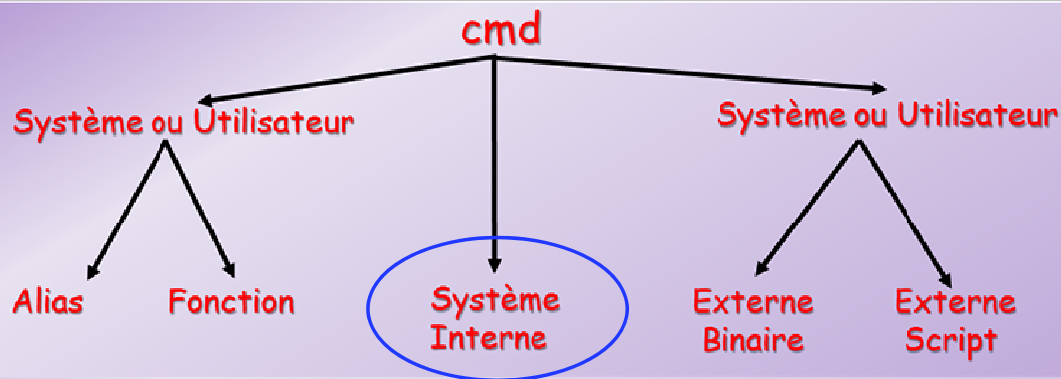 cmd
Système ou Utilisateur
Système ou Utilisateur
Alias
Fonction
Système
Interne
Externe
Binaire
Externe
Script